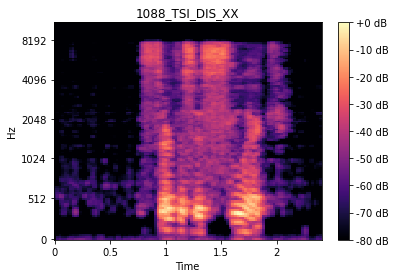 1088_TSI_DIS_XX
+0 dB
8192
-10 dB
4096
-20 dB
-30 dB
2048
Hz
-40 dB
1024
-50 dB
512
-60 dB
-70 dB
0
-80 dB
0 0.5 1 1.5 2
Time